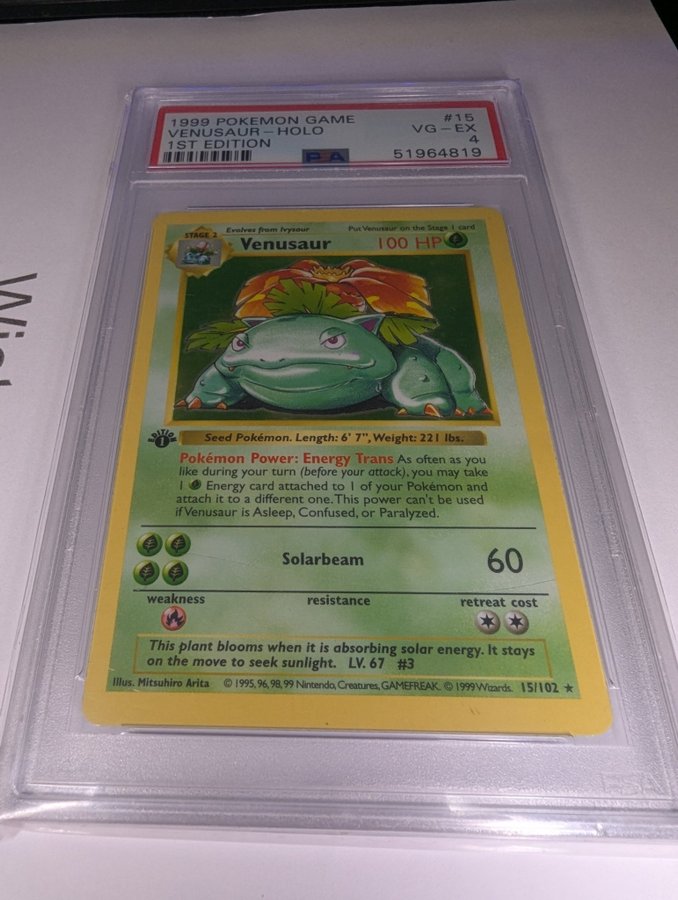 1999 POKEMON GAME #15
VENUSAUR - HOLO VG - EX
1ST EDITION 4
PSA 51964819
STAGE 2 Evolves from Ivysaur Put Venusaur on the Stage 1 card
Venusaur 100 HP
EDITION
1
Seed Pokémon. Length: 6' 7", Weight: 221 lbs.
Pokémon Power: Energy Trans As often as you
like during your turn (before your attack), you may take
1 Energy card attached to 1 of your Pokémon and
attach it to a different one. This power can't be used
if Venusaur is Asleep, Confused, or Paralyzed.
Solarbeam 60
weakness resistance retreat cost
This plant blooms when it is absorbing solar energy. It stays
on the move to seek sunlight. LV. 67 #3
Illus. Mitsuhiro Arita © 1995, 96, 98, 99 Nintendo, Creatures, GAMEFREAK. © 1999 Wizards. 15/102 ★